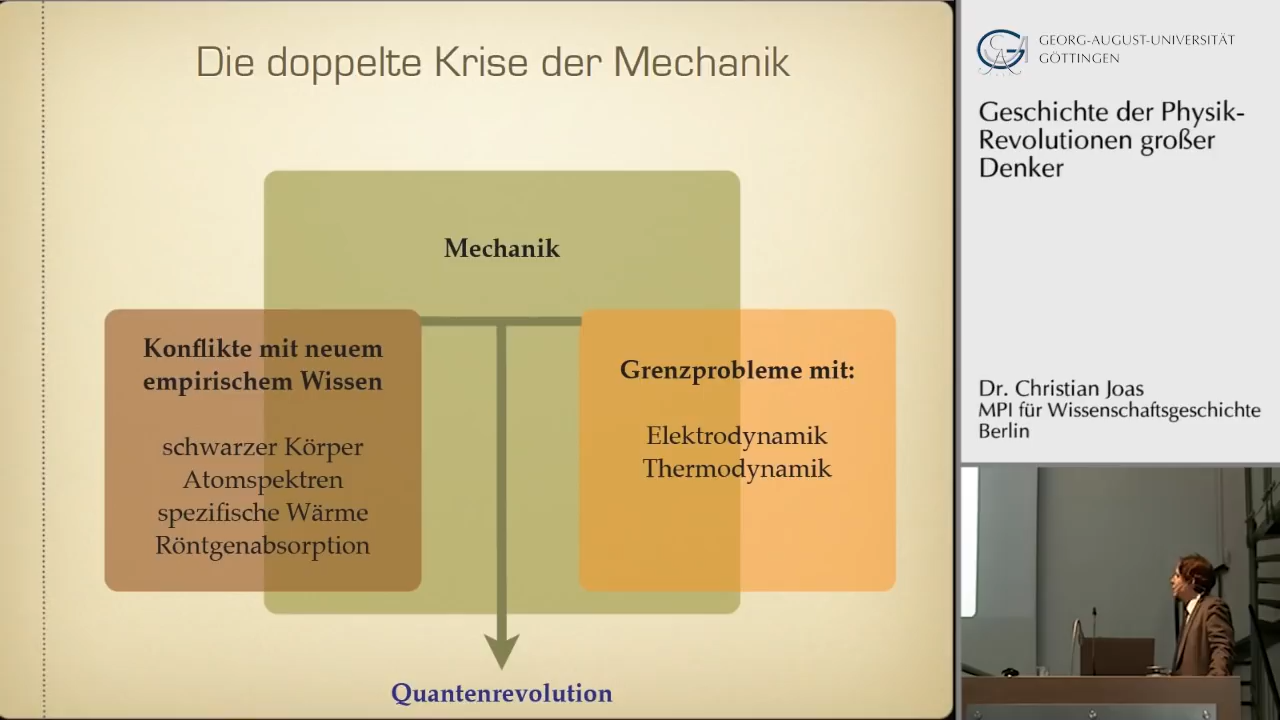 Die doppelte Krise der Mechanik
Mechanik
Konflikte mit neuem
empirischem Wissen
schwarzer Körper
Atomspektren
spezifische Wärme
Röntgenabsorption
Grenzprobleme mit:
Elektrodynamik
Thermodynamik
Quantenrevolution
GEORG-AUGUST-UNIVERSITÄT
GÖTTINGEN
Geschichte der Physik-
Revolutionen großer
Denker
Dr. Christian Joas
MPI für Wissenschaftsgeschichte
Berlin